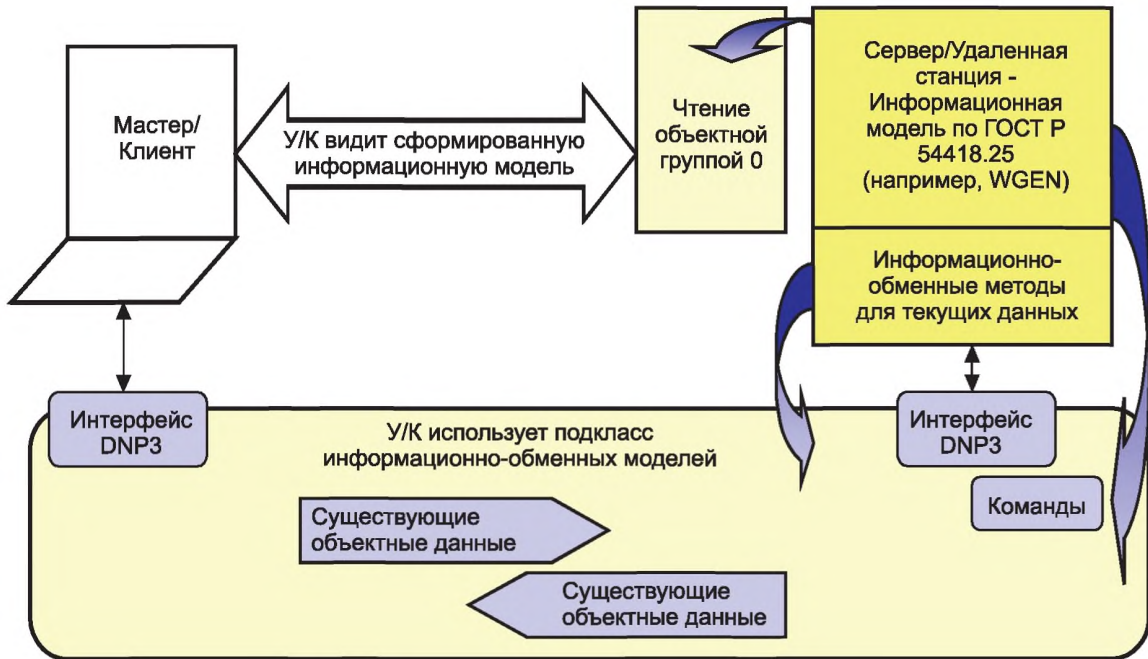 Мастер/
Клиент
У/К видит сформированную
информационную модель
Чтение
объектной
группой 0
Сервер/Удаленная
станция -
Информационная
модель по ГОСТ Р
54418.25
(например, WGEN)
Информационно-
обменные методы
для текущих данных
Интерфейс
DNP3
У/К использует подкласс
информационно-обменных моделей
Интерфейс
DNP3
Команды
Существующие
объектные данные
Существующие
объектные данные